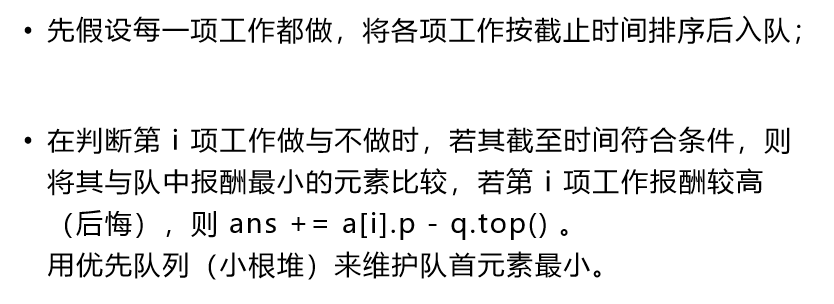 • 先假设每一项工作都做，将各项工作按截止时间排序后入队；
• 在判断第 i 项工作做与不做时，若其截至时间符合条件，则
将其与队中报酬最小的元素比较，若第 i 项工作报酬较高
（后悔），则 ans += a[i].p - q.top() 。
用优先队列（小根堆）来维护队首元素最小。